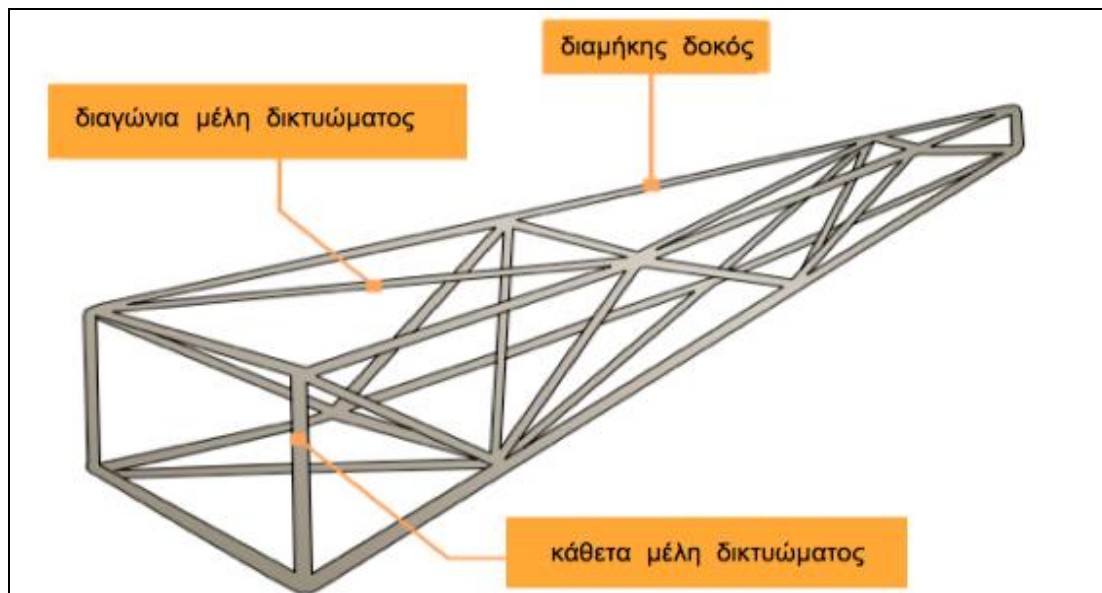 διαμήκης δοκός
διαγώνια μέλη δικτυώματος
κάθετα μέλη δικτυώματος